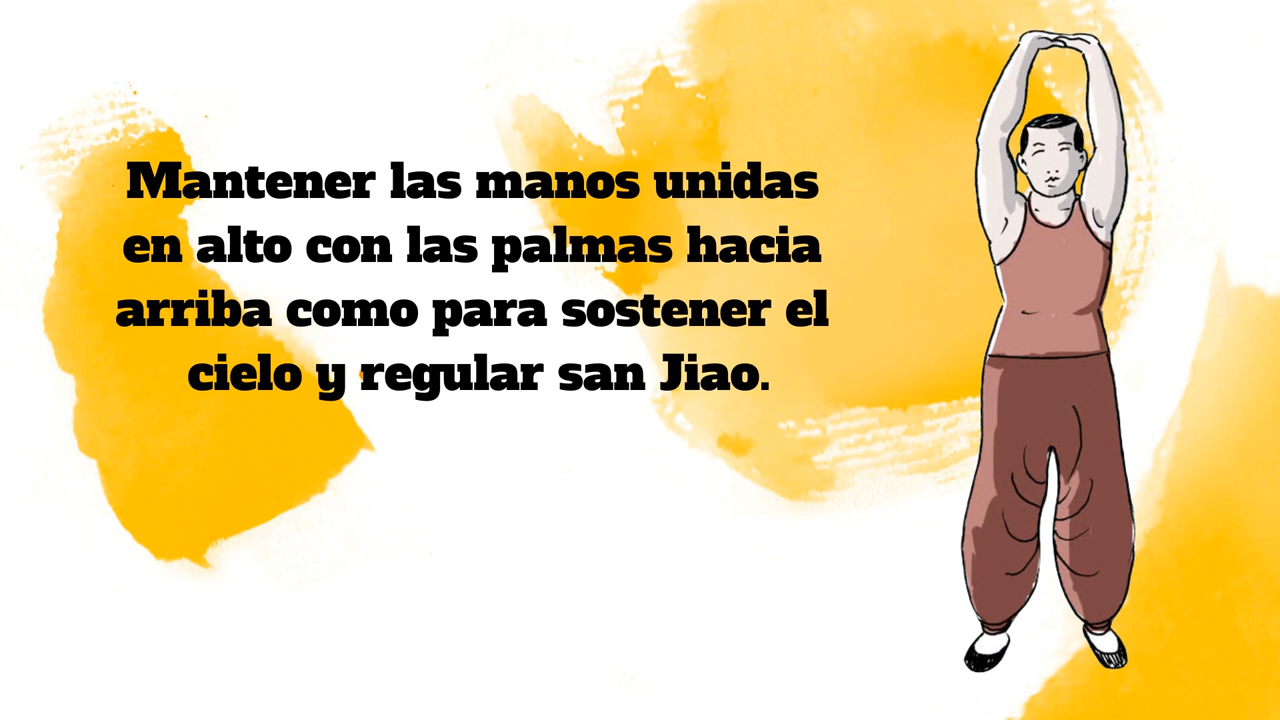 Mantener las manos unidas
en alto con las palmas hacia
arriba como para sostener el
cielo y regular san Jiao.